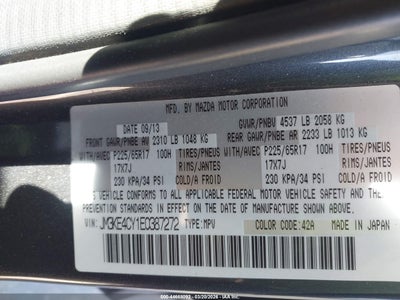 MFD. BY MAZDA MOTOR CORPORATION
DATE 09/13 GVWR/PNBV 4537 LB 2058 KG
FRONT GAWR/PNBE AV 2310 LB 1048 KG REAR GAWR/PNBE AR 2233 LB 1013 KG
WITH/AVEC P225/65R17 100H TIRES/PNEUS WITH/AVEC P225/65R17 100H TIRES/PNEUS
17X7J RIMS/JANTES 17X7J RIMS/JANTES
230 KPA/34 PSI COLD/A FROID 230 KPA/34 PSI COLD/A FROID
THIS VEHICLE CONFORMS TO ALL APPLICABLE FEDERAL MOTOR VEHICLE SAFETY AND
THEFT PREVENTION STANDARDS IN EFFECT ON THE DATE OF MANUFACTURE SHOWN ABOVE.
JM3KE4CY1E0387272 TYPE:MPV COLOR CODE: 42A MADE IN JAPAN